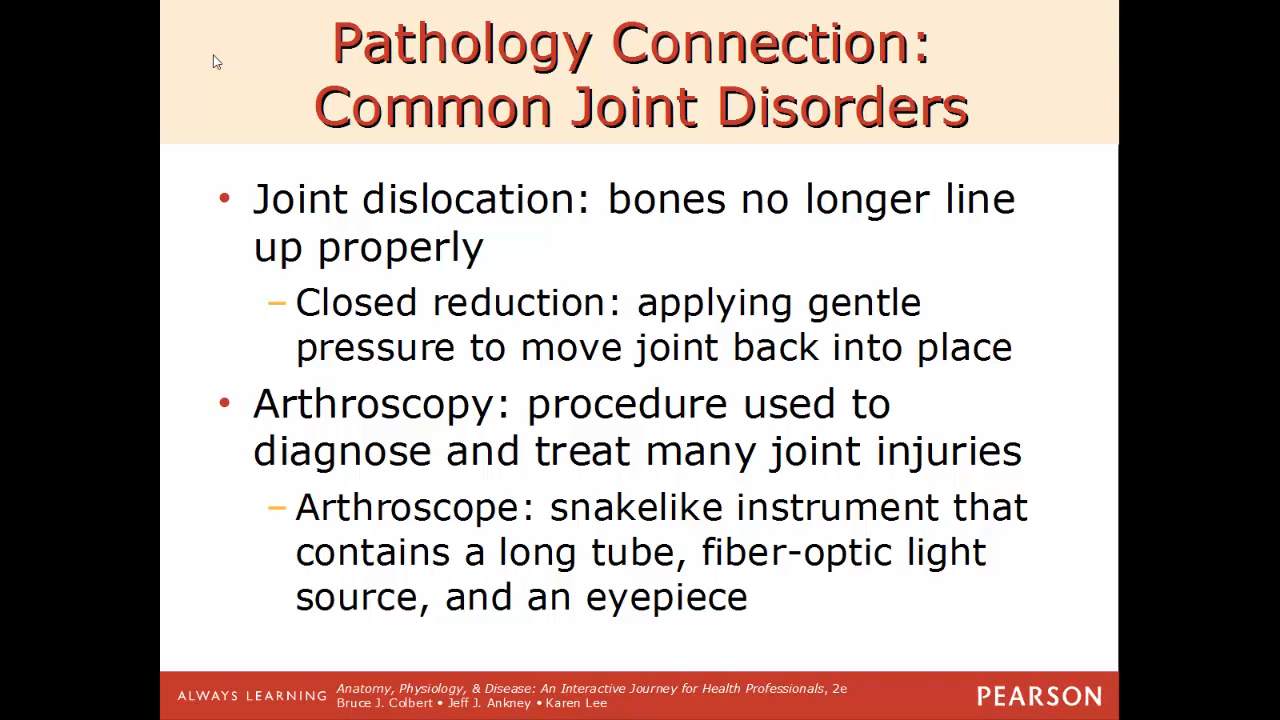 Pathology Connection:
Common Joint Disorders
• Joint dislocation: bones no longer line
up properly
– Closed reduction: applying gentle
pressure to move joint back into place
• Arthroscopy: procedure used to
diagnose and treat many joint injuries
– Arthroscope: snakelike instrument that
contains a long tube, fiber-optic light
source, and an eyepiece
ALWAYS LEARNING
Anatomy, Physiology, & Disease: An Interactive Journey for Health Professionals, 2e
Bruce J. Colbert • Jeff J. Ankney • Karen Lee
PEARSON